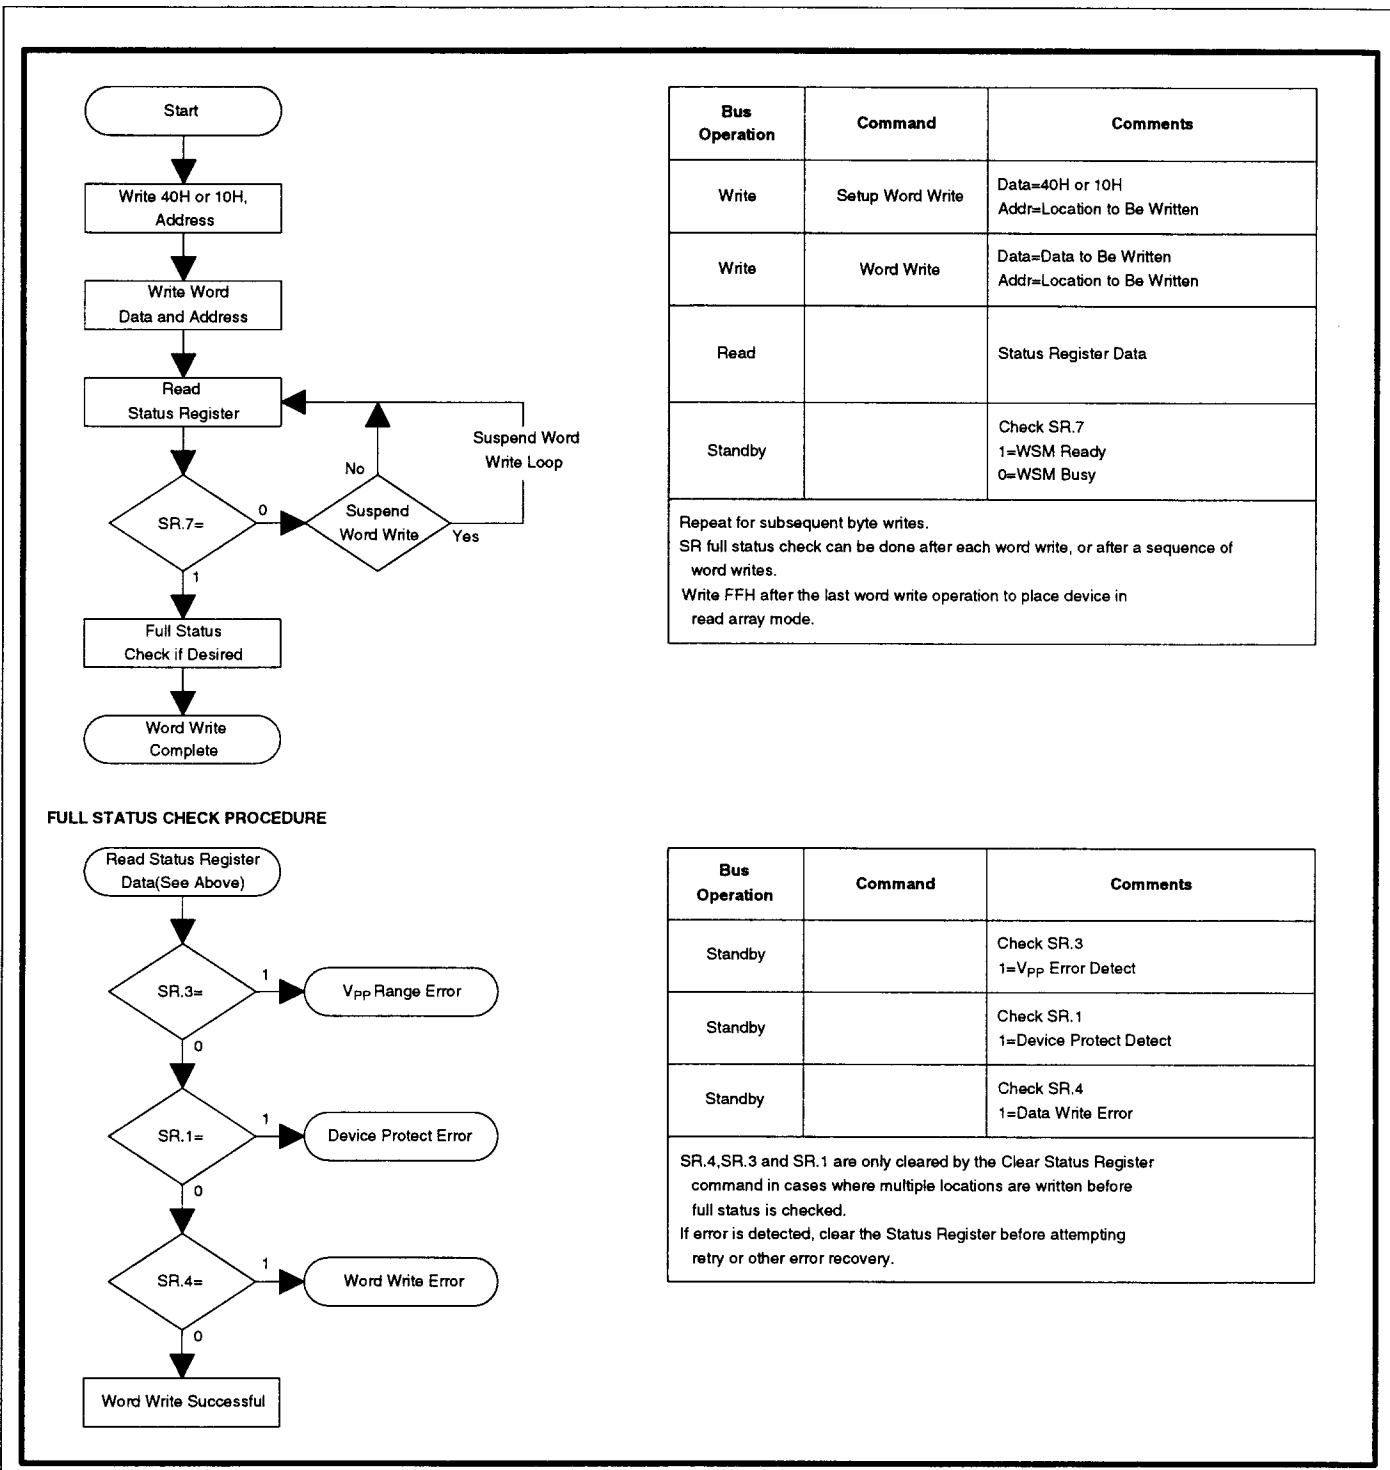 Start
Write 40H or 10H,
Address
Write Word
Data and Address
Read
Status Register
Suspend Word
Write Loop
No
SR.7=
0
Suspend
Word Write
Yes
1
Full Status
Check if Desired
Word Write
Complete
Bus
Operation
Command
Comments
Write
Setup Word Write
Data=40H or 10H
Addr=Location to Be Written
Write
Word Write
Data=Data to Be Written
Addr=Location to Be Written
Read
Status Register Data
Standby
Check SR.7
1=WSM Ready
0=WSM Busy
Repeat for subsequent byte writes.
SR full status check can be done after each word write, or after a sequence of
word writes.
Write FFH after the last word write operation to place device in
read array mode.
FULL STATUS CHECK PROCEDURE
Read Status Register
Data(See Above)
SR.3=
1
VPP Range Error
0
SR.1=
1
Device Protect Error
0
SR.4=
1
Word Write Error
0
Word Write Successful
Bus
Operation
Command
Comments
Standby
Check SR.3
1=VPP Error Detect
Standby
Check SR.1
1=Device Protect Detect
Standby
Check SR.4
1=Data Write Error
SR.4,SR.3 and SR.1 are only cleared by the Clear Status Register
command in cases where multiple locations are written before
full status is checked.
If error is detected, clear the Status Register before attempting
retry or other error recovery.